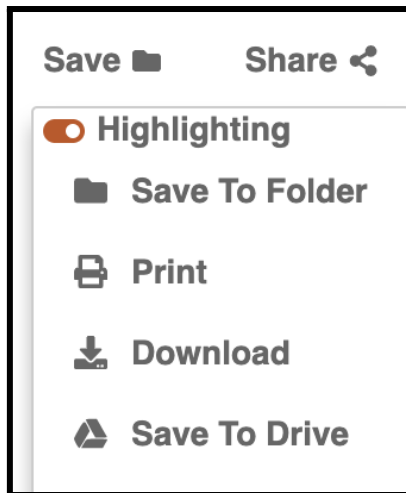 Save Share
Highlighting
Save To Folder
Print
Download
Save To Drive